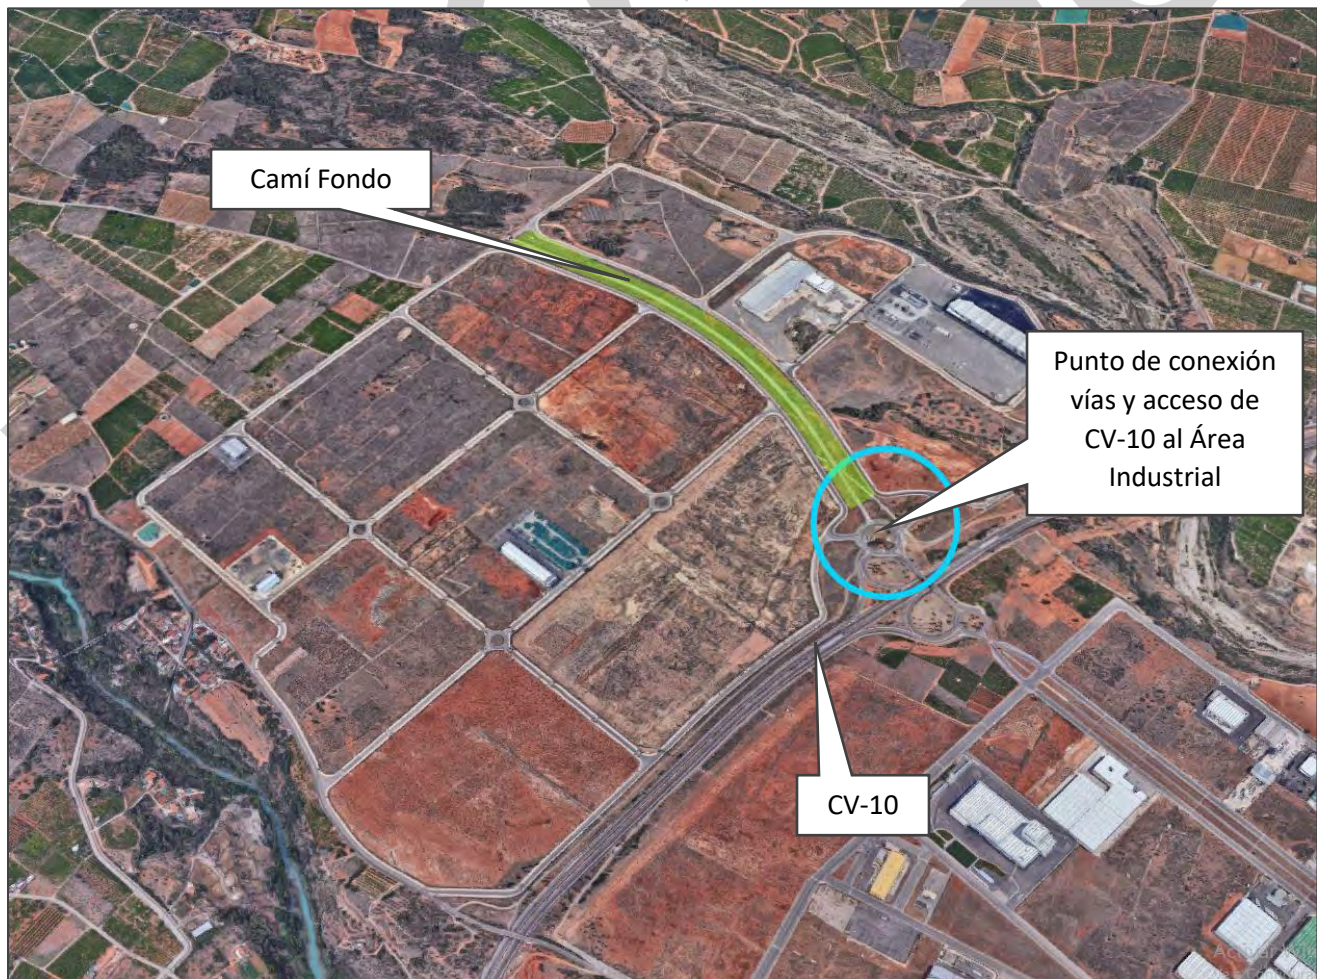 Camí Fondo
Punto de conexión
vías y acceso de
CV-10 al Área
Industrial
CV-10